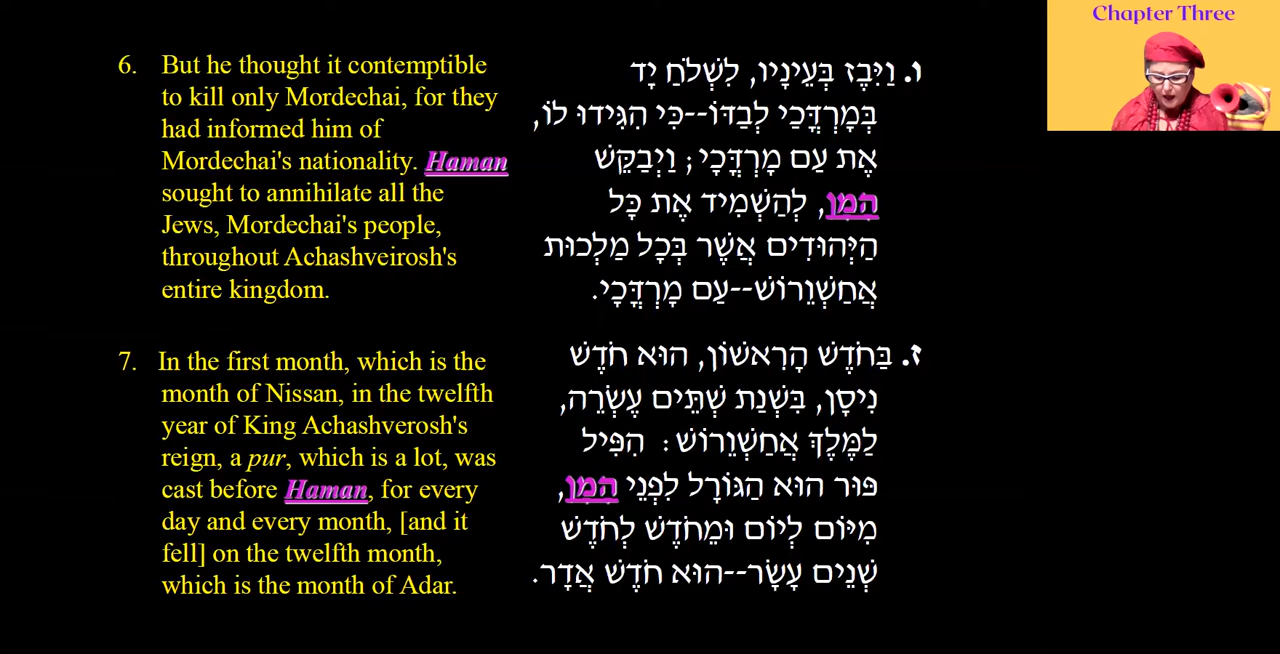 Chapter Three
6. But he thought it contemptible
to kill only Mordechai, for they
had informed him of
Mordechai's nationality. Haman
sought to annihilate all the
Jews, Mordechai's people,
throughout Achashveirosh's
entire kingdom.
ו. וַיִּבֶז בְּעֵינָיו, לִשְׁלֹחַ יָד
בְּמָרְדֳּכַי לְבַדּוֹ--כִּי הִגִּידוּ לוֹ,
אֶת עַם מָרְדֳּכָי; וַיְבַקֵּשׁ
הָמָן, לְהַשְׁמִיד אֶת כָּל
הַיְּהוּדִים אֲשֶׁר בְּכָל מַלְכוּת
אֲחַשְׁוֵרוֹשׁ--עַם מָרְדֳּכָי.
7. In the first month, which is the
month of Nissan, in the twelfth
year of King Achashverosh's
reign, a pur, which is a lot, was
cast before Haman, for every
day and every month, [and it
fell] on the twelfth month,
which is the month of Adar.
ז. בַּחֹדֶשׁ הָרִאשׁוֹן, הוּא חֹדֶשׁ
נִיסָן, בִּשְׁנַת שְׁתֵּים עֶשְׂרֵה,
לַמֶּלֶךְ אֲחַשְׁוֵרוֹשׁ: הִפִּיל
פּוּר הוּא הַגּוֹרָל לִפְנֵי הָמָן,
מִיּוֹם לְיוֹם וּמֵחֹדֶשׁ לְחֹדֶשׁ
שְׁנֵים עָשָׂר--הוּא חֹדֶשׁ אֲדָר.